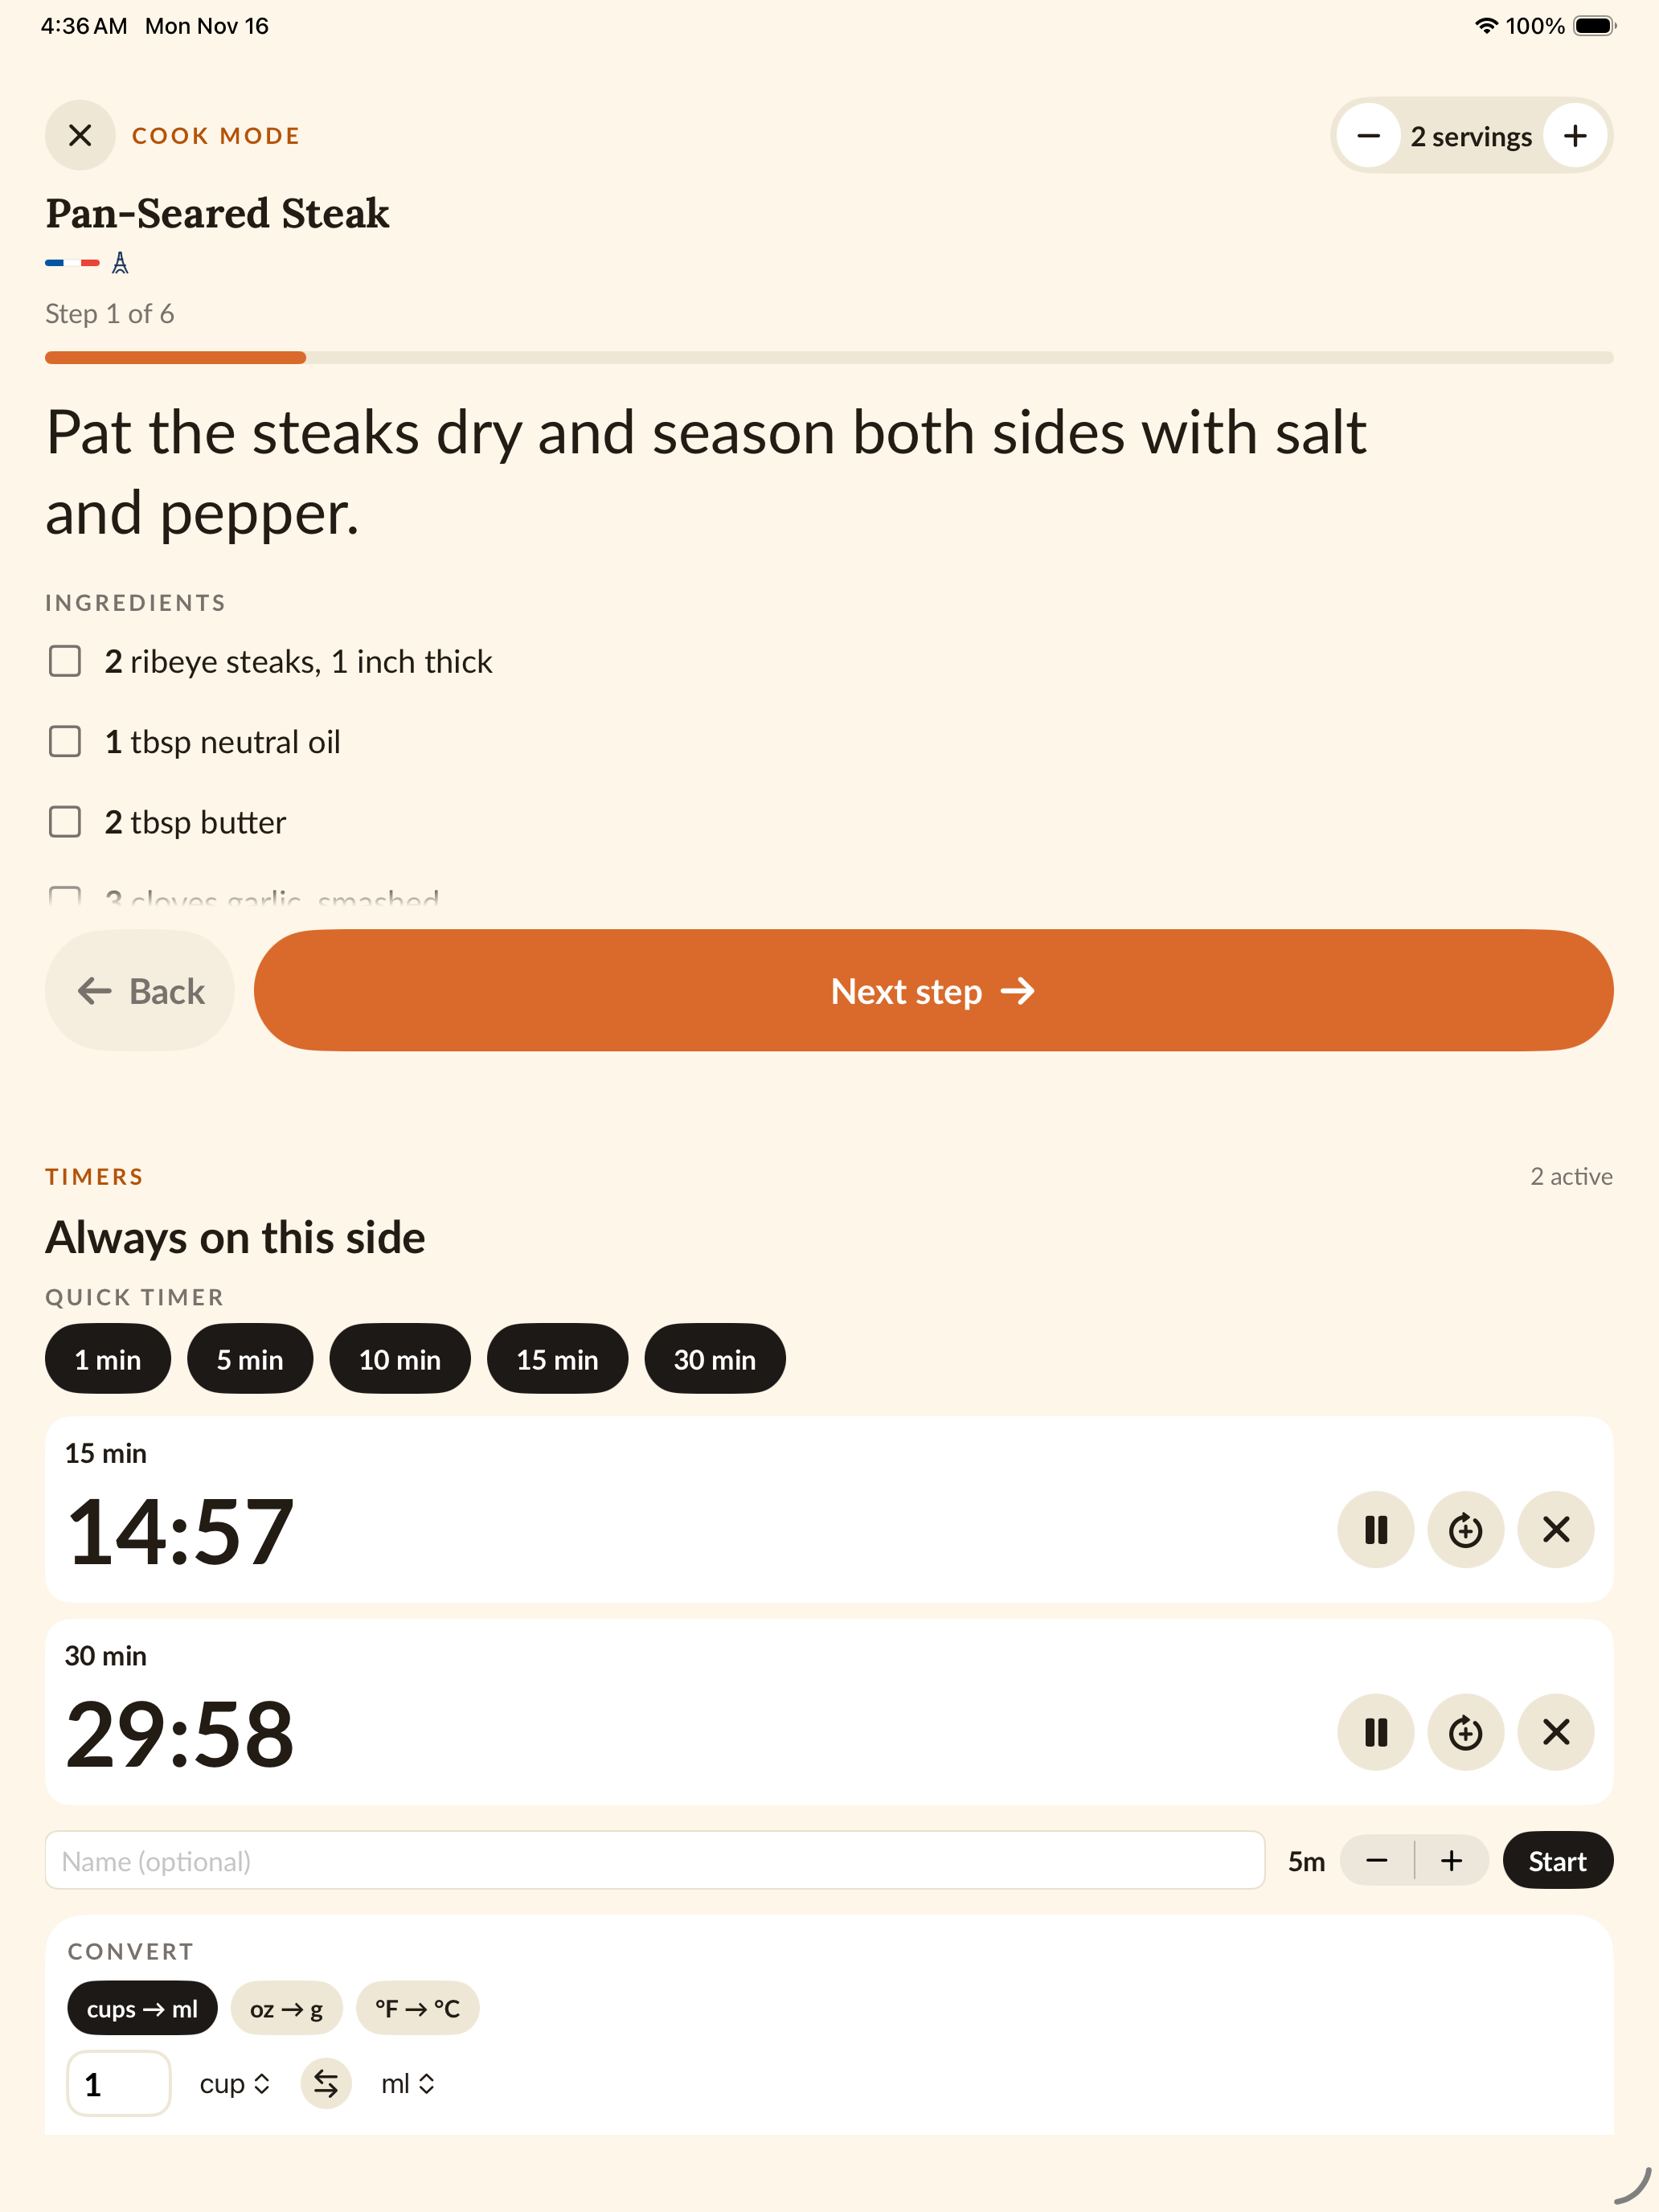 4:36 AM Mon Nov 16
100%
COOK MODE
2 servings
Pan-Seared Steak
Step 1 of 6
Pat the steaks dry and season both sides with salt
and pepper.
INGREDIENTS
2 ribeye steaks, 1 inch thick
1 tbsp neutral oil
2 tbsp butter
3 cloves garlic, smashed
Back
Next step
TIMERS
2 active
Always on this side
QUICK TIMER
1 min
5 min
10 min
15 min
30 min
15 min
14:57
30 min
29:58
Name (optional)
5m
Start
CONVERT
cups → ml
oz → g
°F → °C
1
cup
ml